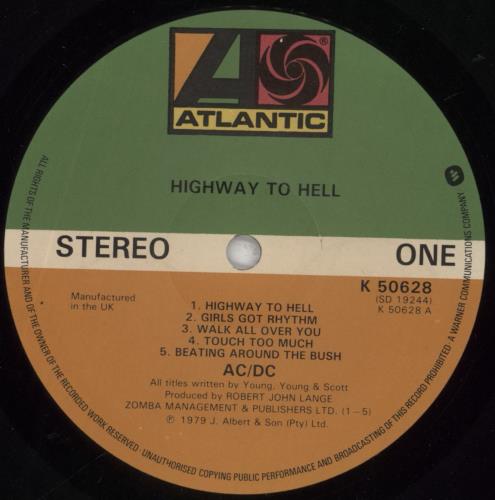 ATLANTIC
HIGHWAY TO HELL
STEREO
ONE
K 50628
(SD 19244)
K 50628 A
Manufactured
in the UK
1. HIGHWAY TO HELL
2. GIRLS GOT RHYTHM
3. WALK ALL OVER YOU
4. TOUCH TOO MUCH
5. BEATING AROUND THE BUSH
AC/DC
All titles written by Young, Young & Scott
Produced by ROBERT JOHN LANGE
ZOMBA MANAGEMENT & PUBLISHERS LTD. (1–5)
℗ 1979 J. Albert & Son (Pty) Ltd.
ALL RIGHTS OF THE MANUFACTURER AND OF THE OWNER OF THE RECORDED WORK RESERVED · UNAUTHORISED COPYING PUBLIC PERFORMANCE AND BROADCASTING OF THIS RECORD PROHIBITED · A WARNER COMMUNICATIONS COMPANY